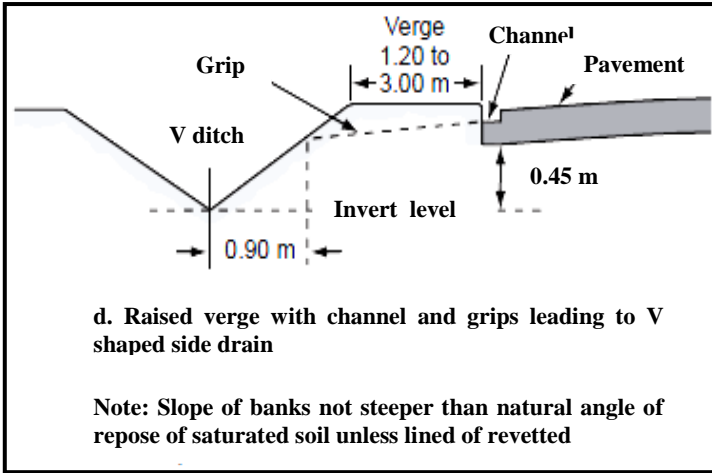 Verge
1.20 to
3.00 m
Channel
Grip
Pavement
V ditch
0.45 m
Invert level
0.90 m
d. Raised verge with channel and grips leading to V
shaped side drain
Note: Slope of banks not steeper than natural angle of
repose of saturated soil unless lined of revetted